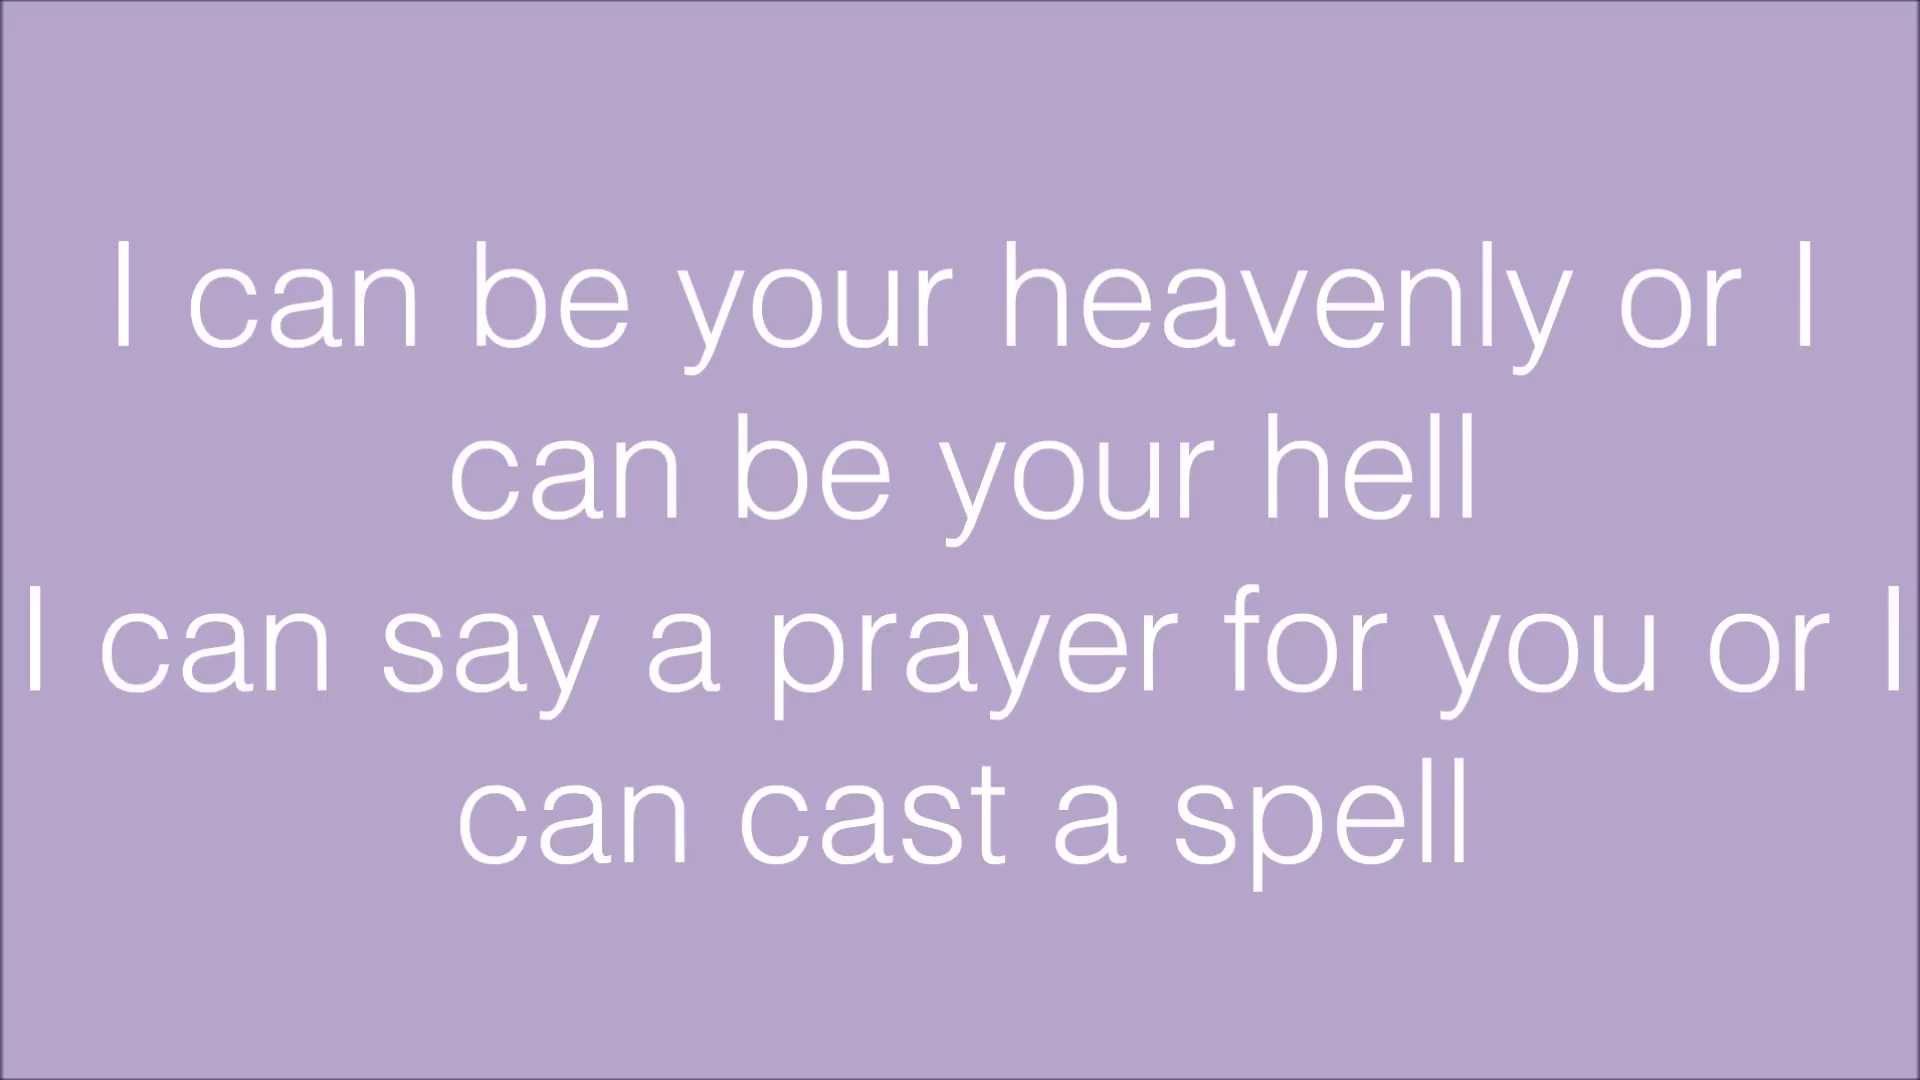 I can be your heavenly or I
can be your hell
I can say a prayer for you or I
can cast a spell